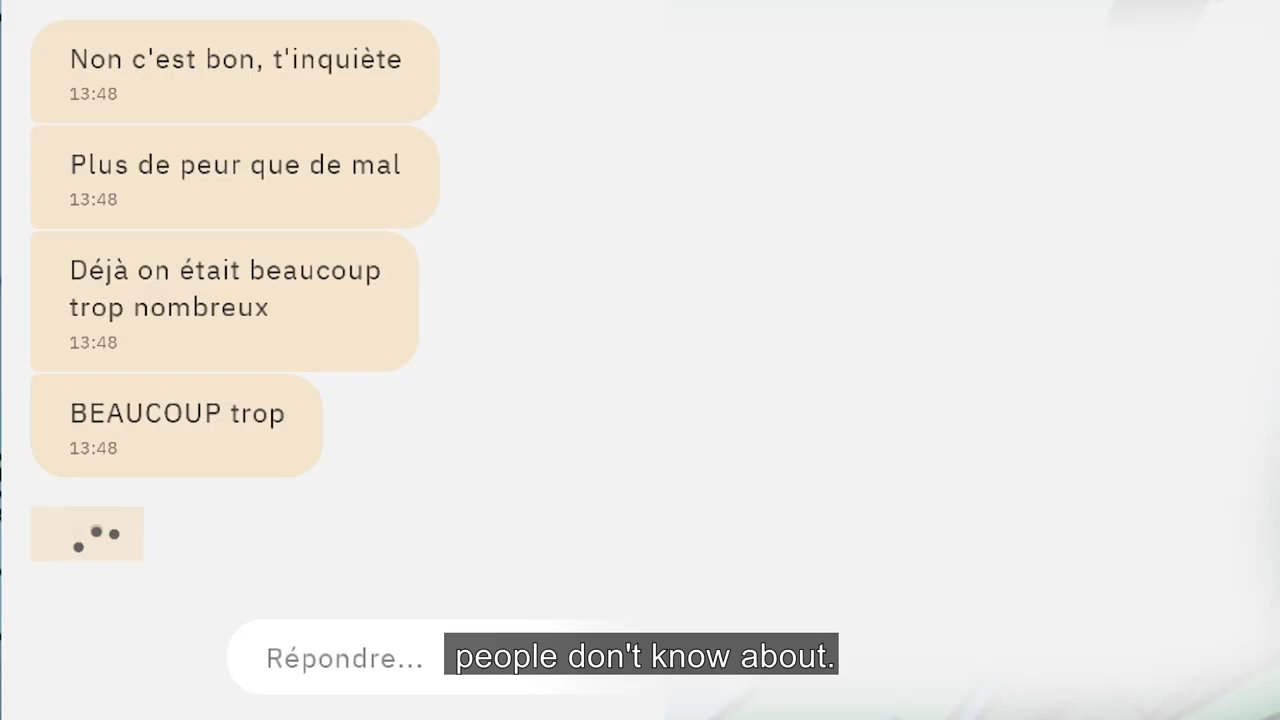 Non c'est bon, t'inquiète
13:48
Plus de peur que de mal
13:48
Déjà on était beaucoup
trop nombreux
13:48
BEAUCOUP trop
13:48
Répondre...
people don't know about.